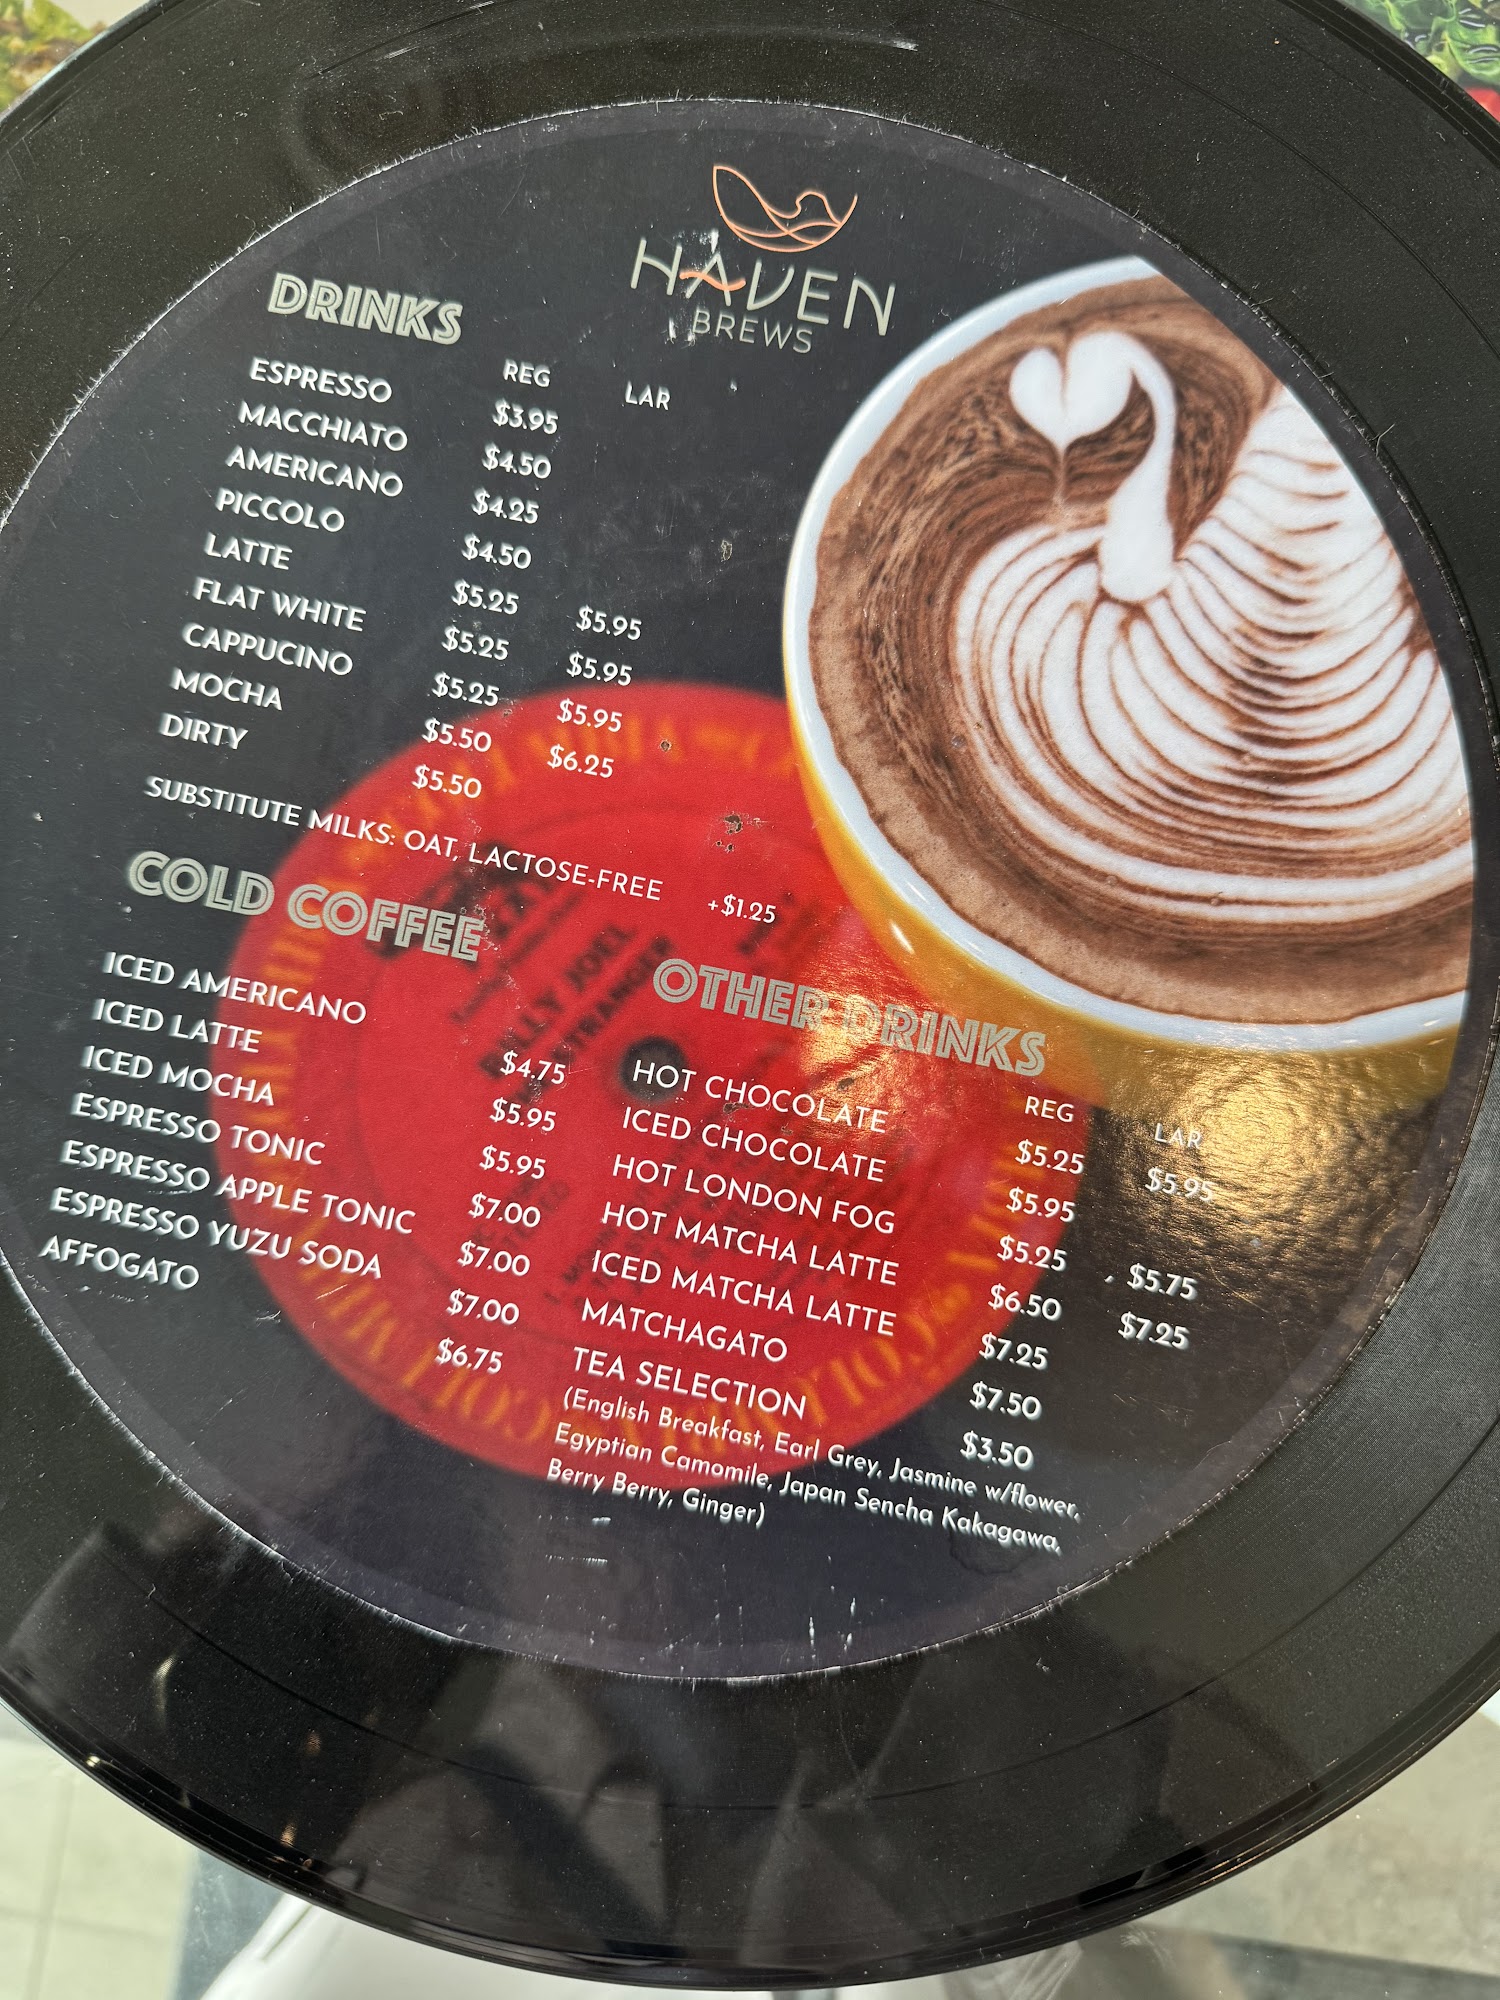 HAVEN
BREWS
DRINKS
REG LAR
ESPRESSO $3.95
MACCHIATO $4.50
AMERICANO $4.25
PICCOLO $4.50
LATTE $5.25 $5.95
FLAT WHITE $5.25 $5.95
CAPPUCINO $5.25 $5.95
MOCHA $5.50 $6.25
DIRTY $5.50
SUBSTITUTE MILKS: OAT, LACTOSE-FREE +$1.25
COLD COFFEE
ICED AMERICANO $4.75
ICED LATTE $5.95
ICED MOCHA $5.95
ESPRESSO TONIC $7.00
ESPRESSO APPLE TONIC $7.00
ESPRESSO YUZU SODA $7.00
AFFOGATO $6.75
OTHER DRINKS
REG LAR
HOT CHOCOLATE $5.25 $5.95
ICED CHOCOLATE $5.95
HOT LONDON FOG $5.25 $5.75
HOT MATCHA LATTE $6.50 $7.25
ICED MATCHA LATTE $7.25
MATCHAGATO $7.50
TEA SELECTION $3.50
(English Breakfast, Earl Grey, Jasmine w/flower,
Egyptian Camomile, Japan Sencha Kakagawa,
Berry Berry, Ginger)
BILLY JOEL
STRANGER